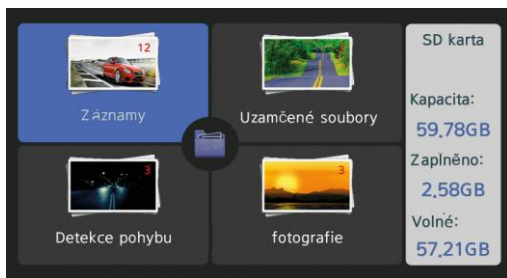 12
Záznamy
Uzamčené soubory
3
Detekce pohybu
3
fotografie
SD karta
Kapacita:
59,78GB
Zaplněno:
2,58GB
Volné:
57,21GB